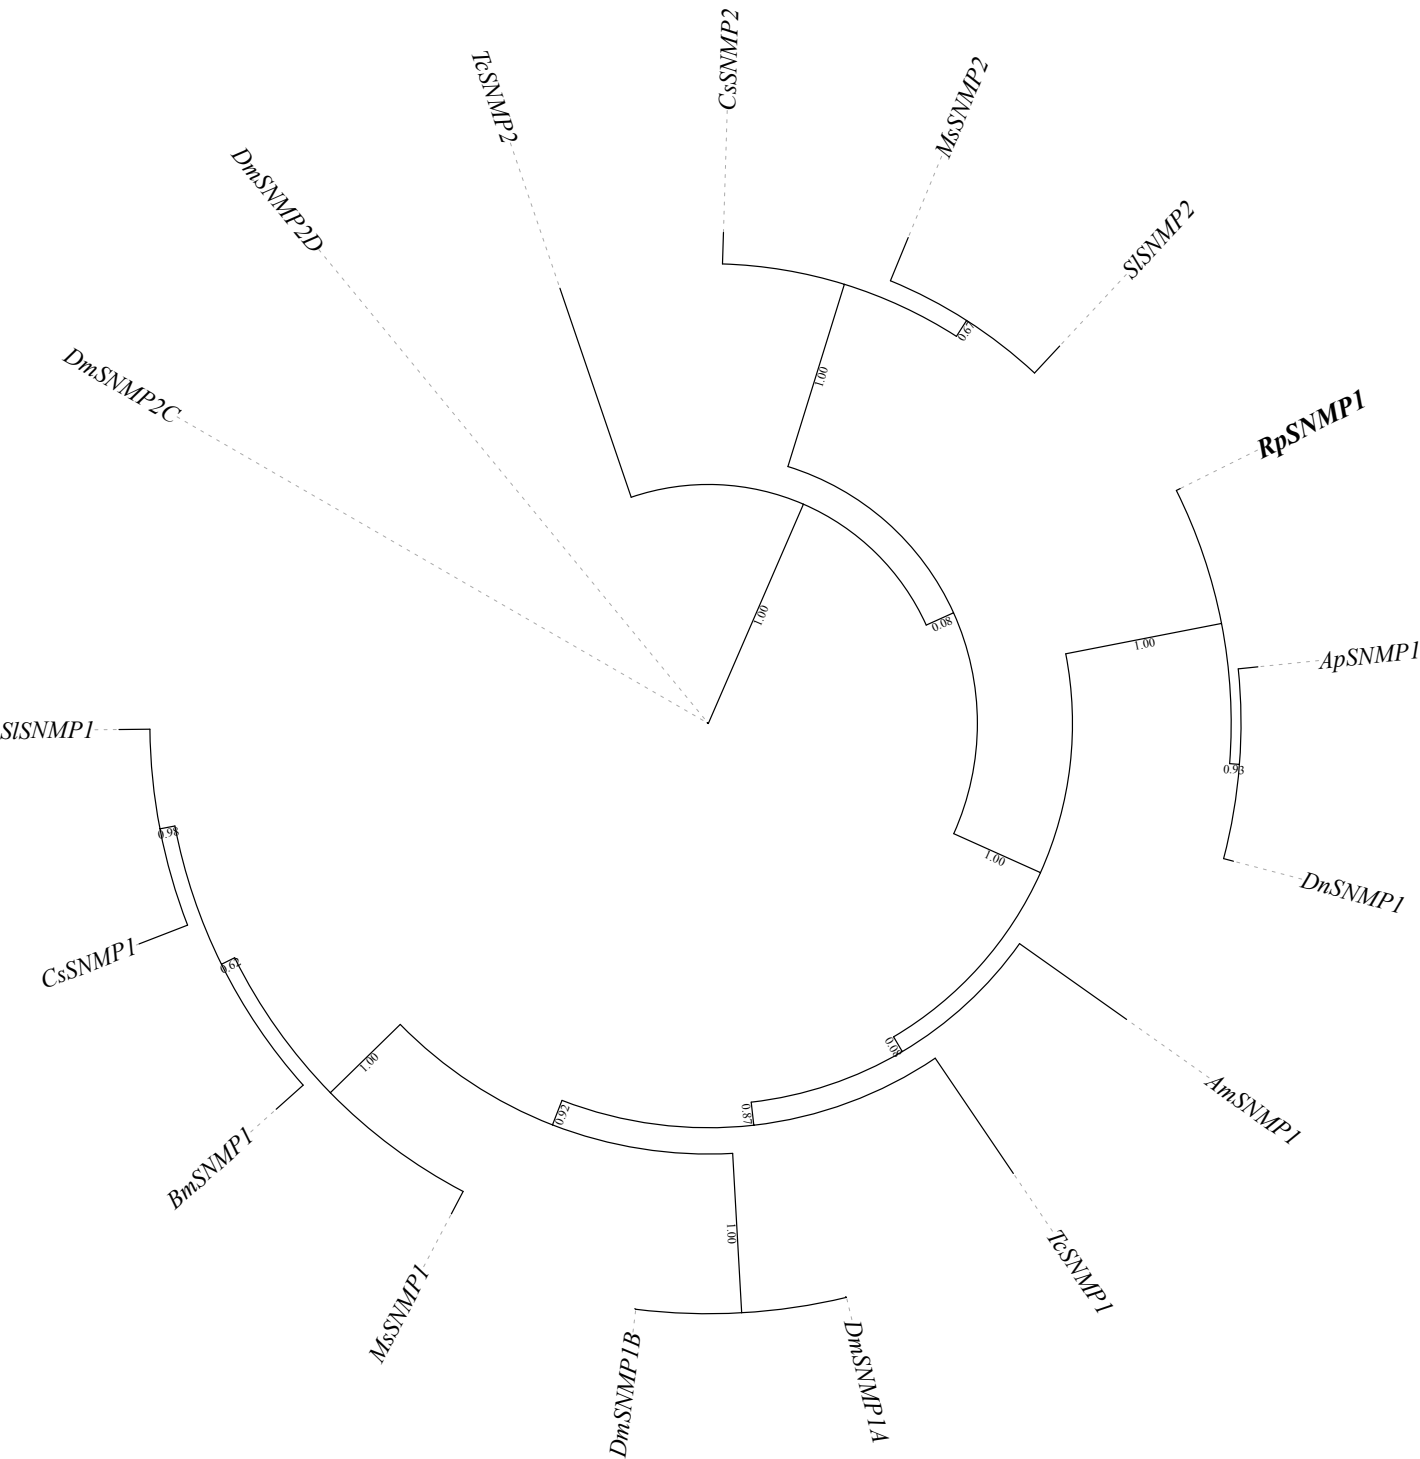 CsSNMP2
TcSNMP2
MsSNMP2
DmSNMP2D
SlSNMP2
0.67
DmSNMP2C
1.00
RpSNMP1
1.00
0.08
1.00
ApSNMP1
SlSNMP1
0.93
0.98
1.00
DnSNMP1
CsSNMP1
0.62
0.08
1.00
AmSNMP1
0.92
0.87
BmSNMP1
1.00
TcSNMP1
MsSNMP1
DmSNMP1B
DmSNMP1A